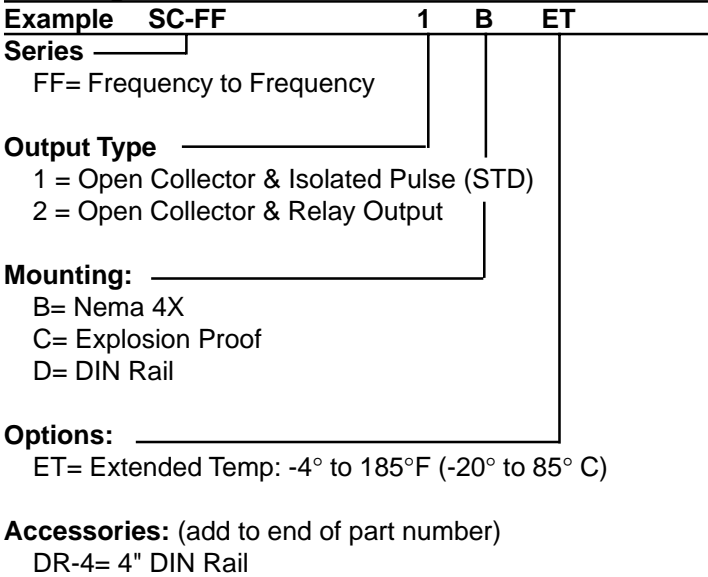 Example SC-FF 1 B ET
Series
FF= Frequency to Frequency
Output Type
1 = Open Collector & Isolated Pulse (STD)
2 = Open Collector & Relay Output
Mounting:
B= Nema 4X
C= Explosion Proof
D= DIN Rail
Options:
ET= Extended Temp: -4° to 185°F (-20° to 85° C)
Accessories: (add to end of part number)
DR-4= 4" DIN Rail